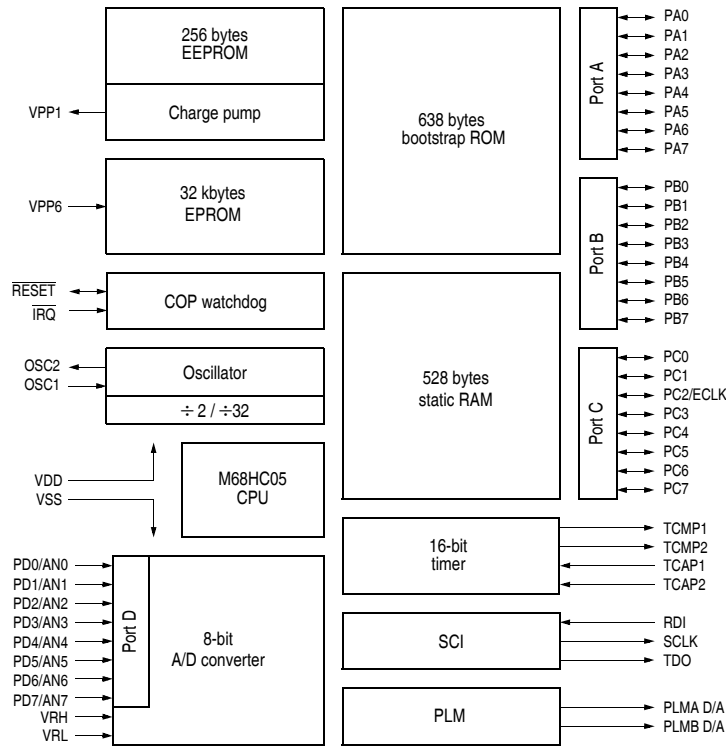 256 bytes
EEPROM
Charge pump
VPP1
32 kbytes
EPROM
VPP6
RESET
IRQ
COP watchdog
OSC2
OSC1
Oscillator
÷ 2 / ÷32
VDD
VSS
M68HC05
CPU
PD0/AN0
PD1/AN1
PD2/AN2
PD3/AN3
PD4/AN4
PD5/AN5
PD6/AN6
PD7/AN7
VRH
VRL
Port D
8-bit
A/D converter
638 bytes
bootstrap ROM
528 bytes
static RAM
16-bit
timer
SCI
PLM
Port A
PA0
PA1
PA2
PA3
PA4
PA5
PA6
PA7
Port B
PB0
PB1
PB2
PB3
PB4
PB5
PB6
PB7
Port C
PC0
PC1
PC2/ECLK
PC3
PC4
PC5
PC6
PC7
TCMP1
TCMP2
TCAP1
TCAP2
RDI
SCLK
TDO
PLMA D/A
PLMB D/A